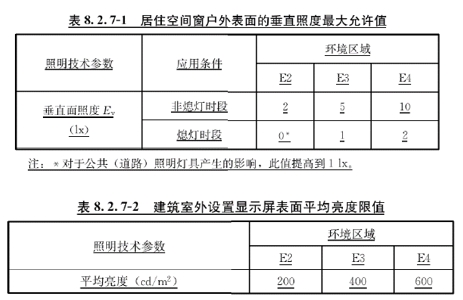 表 8.2.7-1 居住空间窗户外表面的垂直照度最大允许值
照明技术参数 应用条件 环境区域
E2 E3 E4
垂直面照度 Ev (lx) 非熄灯时段 2 5 10
熄灯时段 0* 1 2
注：*对于公共（道路）照明灯具产生的影响，此值提高到 1 lx。
表 8.2.7-2 建筑室外设置显示屏表面平均亮度限值
照明技术参数 环境区域
E2 E3 E4
平均亮度（cd/m²） 200 400 600